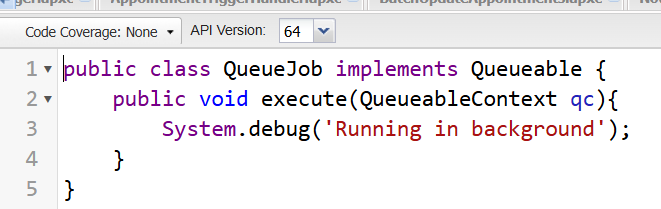 Code Coverage: None API Version: 64
1 public class QueueJob implements Queueable {
2 public void execute(QueueableContext qc){
3 System.debug('Running in background');
4 }
5 }